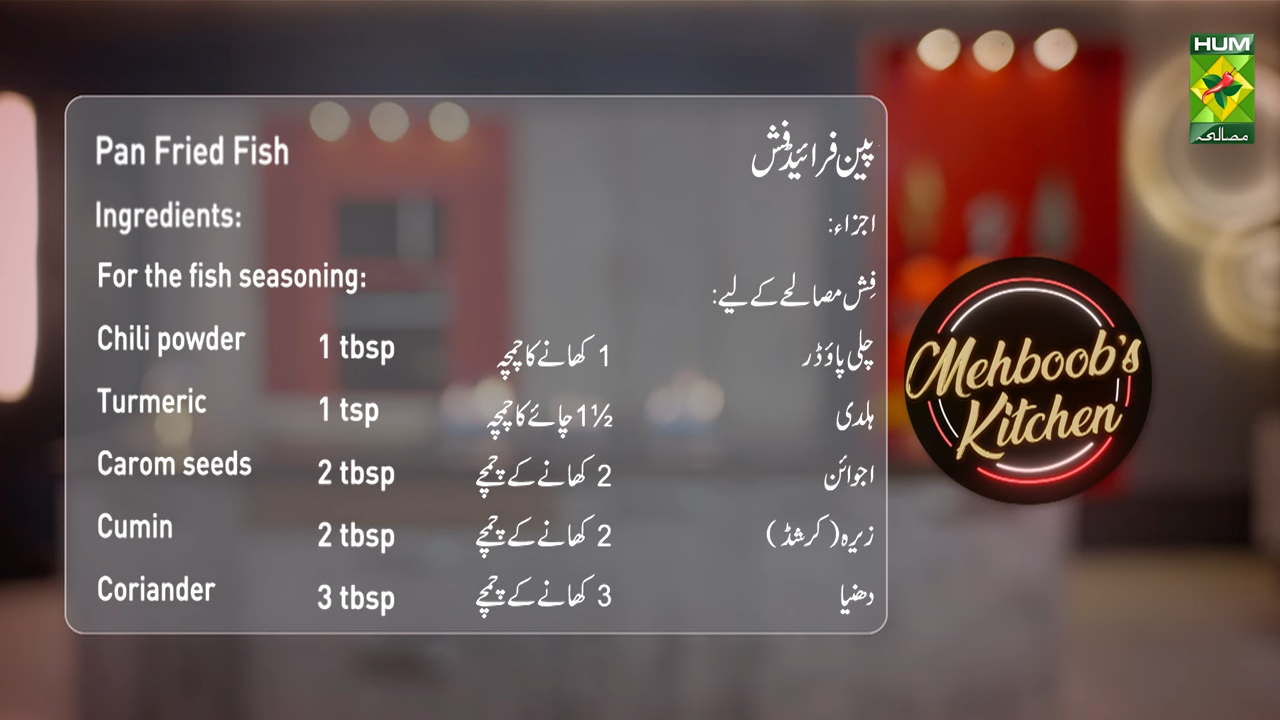 HUM
مصالحہ
Pan Fried Fish پین فرائیڈ فِش
Ingredients: اجزاء:
For the fish seasoning: فِش مصالحے کے لیے:
Chili powder 1 tbsp 1 کھانے کا چمچہ چلی پاؤڈر
Turmeric 1 tsp 1½ چائے کا چمچہ ہلدی
Carom seeds 2 tbsp 2 کھانے کے چمچے اجوائن
Cumin 2 tbsp 2 کھانے کے چمچے زیرہ (کرشڈ)
Coriander 3 tbsp 3 کھانے کے چمچے دھنیا
Mehboob's
Kitchen